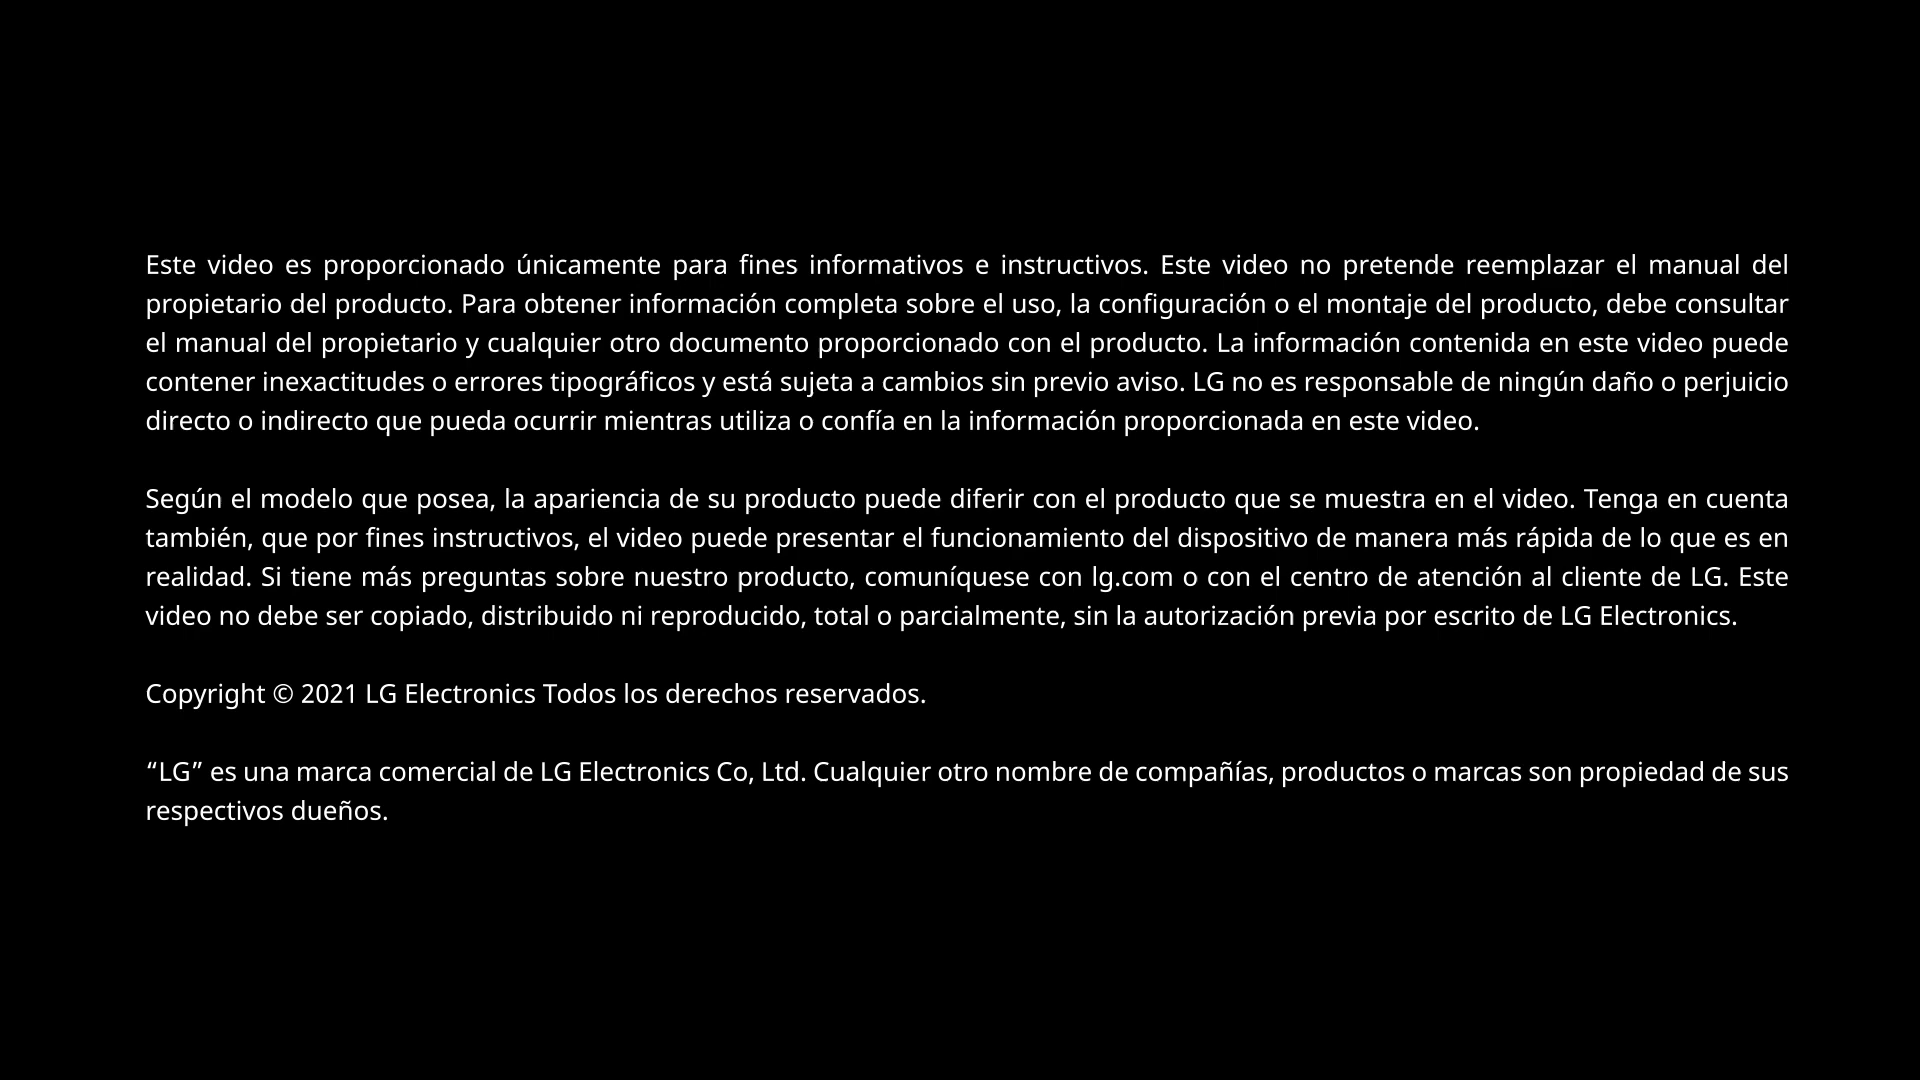 Este video es proporcionado únicamente para fines informativos e instructivos. Este video no pretende reemplazar el manual del
propietario del producto. Para obtener información completa sobre el uso, la configuración o el montaje del producto, debe consultar
el manual del propietario y cualquier otro documento proporcionado con el producto. La información contenida en este video puede
contener inexactitudes o errores tipográficos y está sujeta a cambios sin previo aviso. LG no es responsable de ningún daño o perjuicio
directo o indirecto que pueda ocurrir mientras utiliza o confía en la información proporcionada en este video.
Según el modelo que posea, la apariencia de su producto puede diferir con el producto que se muestra en el video. Tenga en cuenta
también, que por fines instructivos, el video puede presentar el funcionamiento del dispositivo de manera más rápida de lo que es en
realidad. Si tiene más preguntas sobre nuestro producto, comuníquese con lg.com o con el centro de atención al cliente de LG. Este
video no debe ser copiado, distribuido ni reproducido, total o parcialmente, sin la autorización previa por escrito de LG Electronics.
Copyright © 2021 LG Electronics Todos los derechos reservados.
“LG” es una marca comercial de LG Electronics Co, Ltd. Cualquier otro nombre de compañías, productos o marcas son propiedad de sus
respectivos dueños.